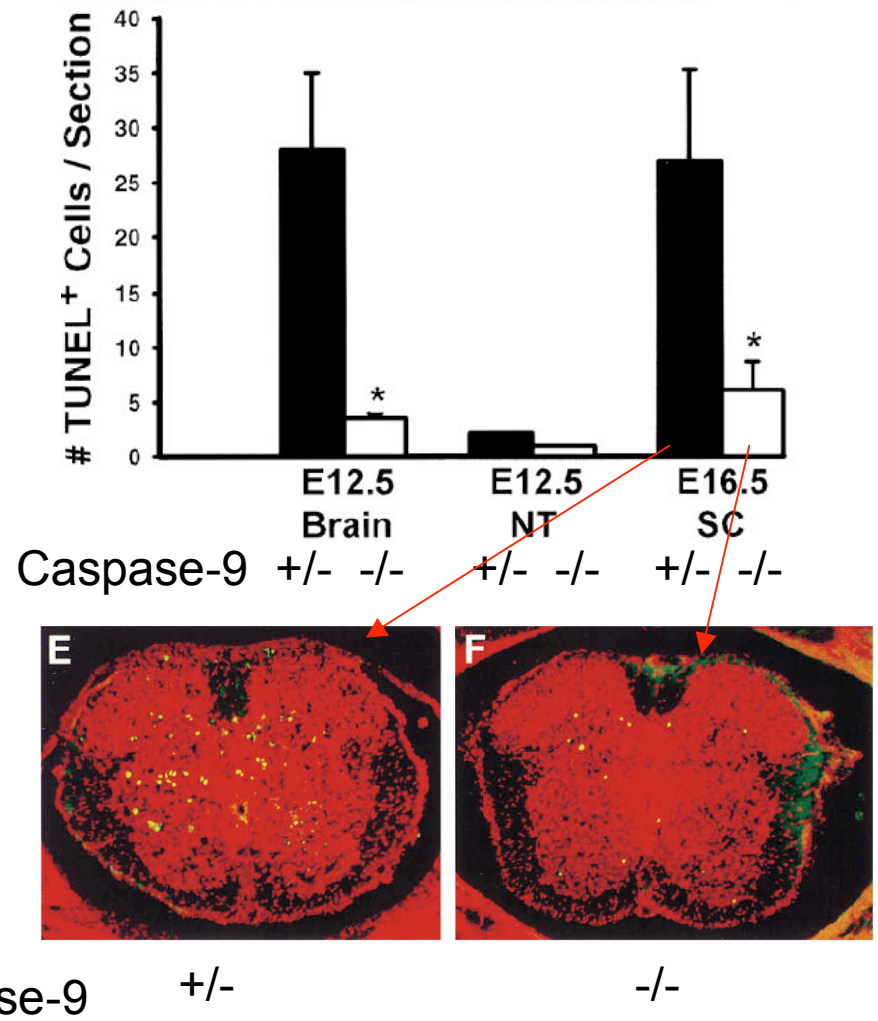 40
35
30
25
20
15
10
5
0
# TUNEL+ Cells / Section
*
*
E12.5 E12.5 E16.5
Brain NT SC
Caspase-9 +/- -/- +/- -/- +/- -/-
E F
se-9 +/- -/-